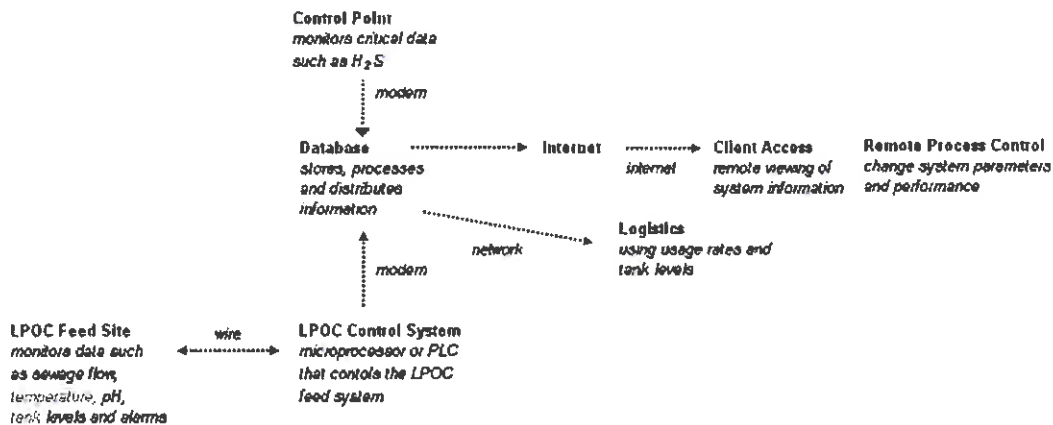 Control Point
monitors critical data
such as H₂S
modem
Database
stores, processes
and distributes
information
Internet
internet
Client Access
remote viewing of
system information
Remote Process Control
change system parameters
and performance
network
Logistics
using usage rates and
tank levels
modem
LPOC Feed Site
monitors data such
as sewage flow,
temperature, pH,
tank levels and alarms
wire
LPOC Control System
microprocessor or PLC
that contols the LPOC
feed system